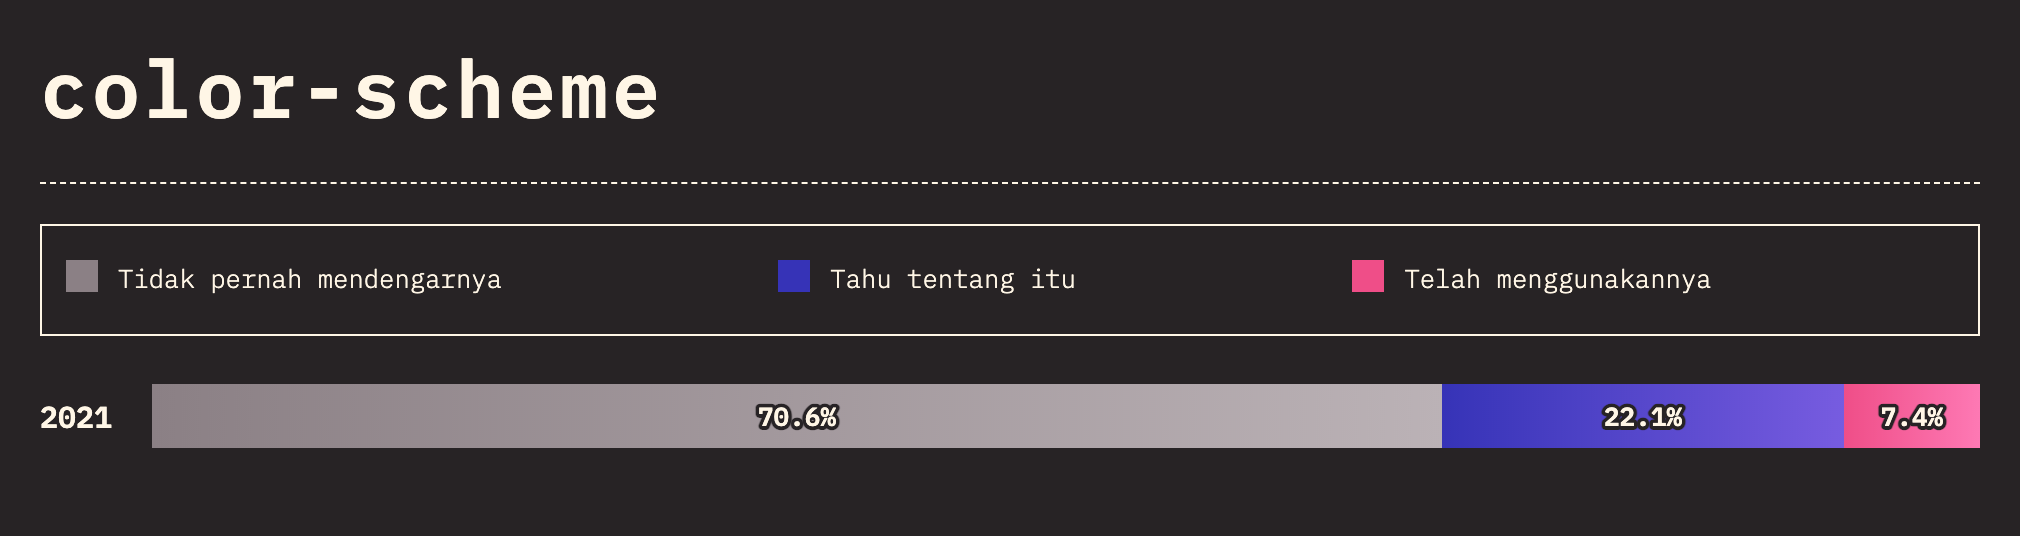 color-scheme
Tidak pernah mendengarnya
Tahu tentang itu
Telah menggunakannya
2021 70.6% 22.1% 7.4%